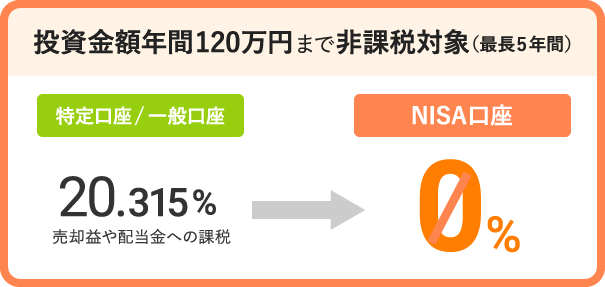 投資金額年間120万円まで非課税対象（最長5年間）
特定口座/一般口座
NISA口座
20.315%
0%
売却益や配当金への課税